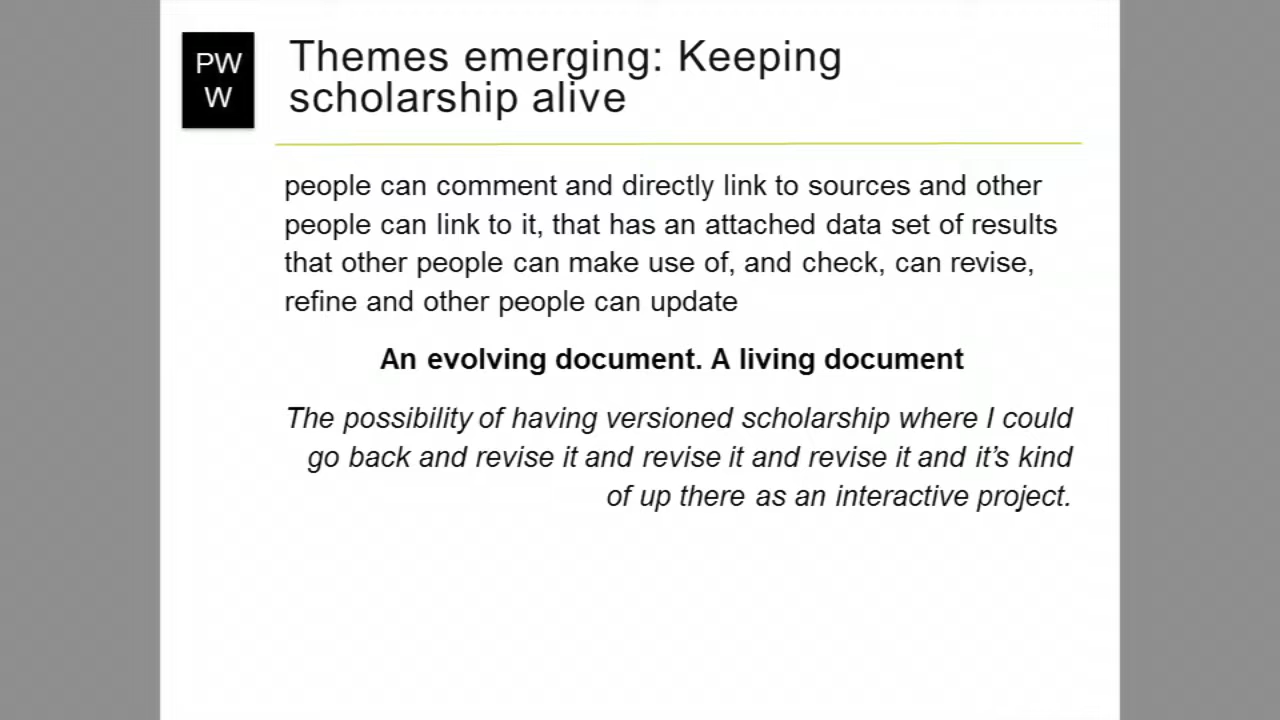 PW
W
Themes emerging: Keeping
scholarship alive
people can comment and directly link to sources and other
people can link to it, that has an attached data set of results
that other people can make use of, and check, can revise,
refine and other people can update
An evolving document. A living document
The possibility of having versioned scholarship where I could
go back and revise it and revise it and revise it and it’s kind
of up there as an interactive project.